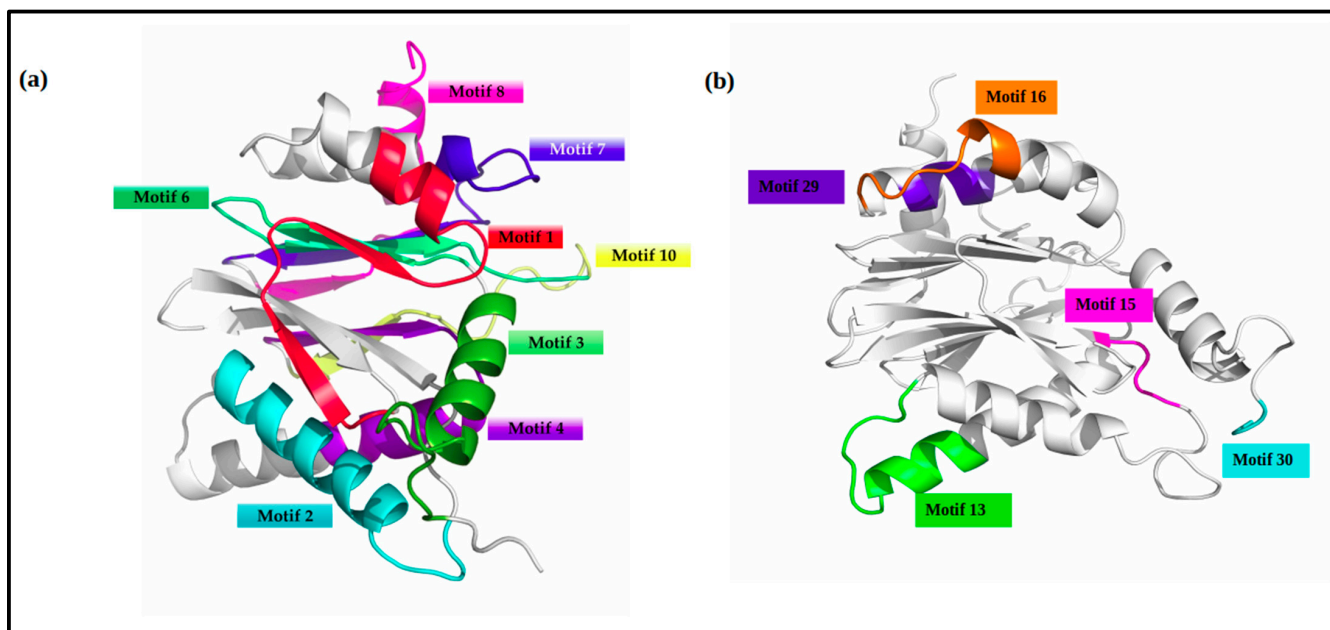 (a)
Motif 8
Motif 7
Motif 6
Motif 1
Motif 10
Motif 3
Motif 4
Motif 2
(b)
Motif 16
Motif 29
Motif 15
Motif 30
Motif 13